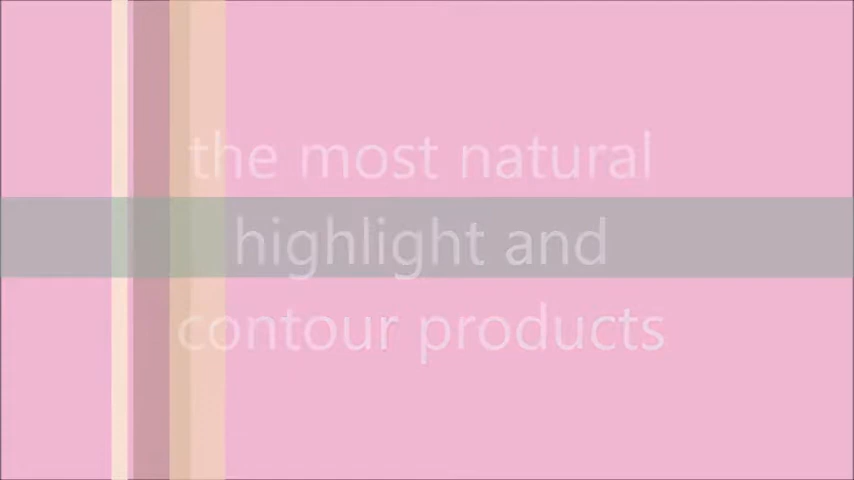 the most natural
highlight and
contour products